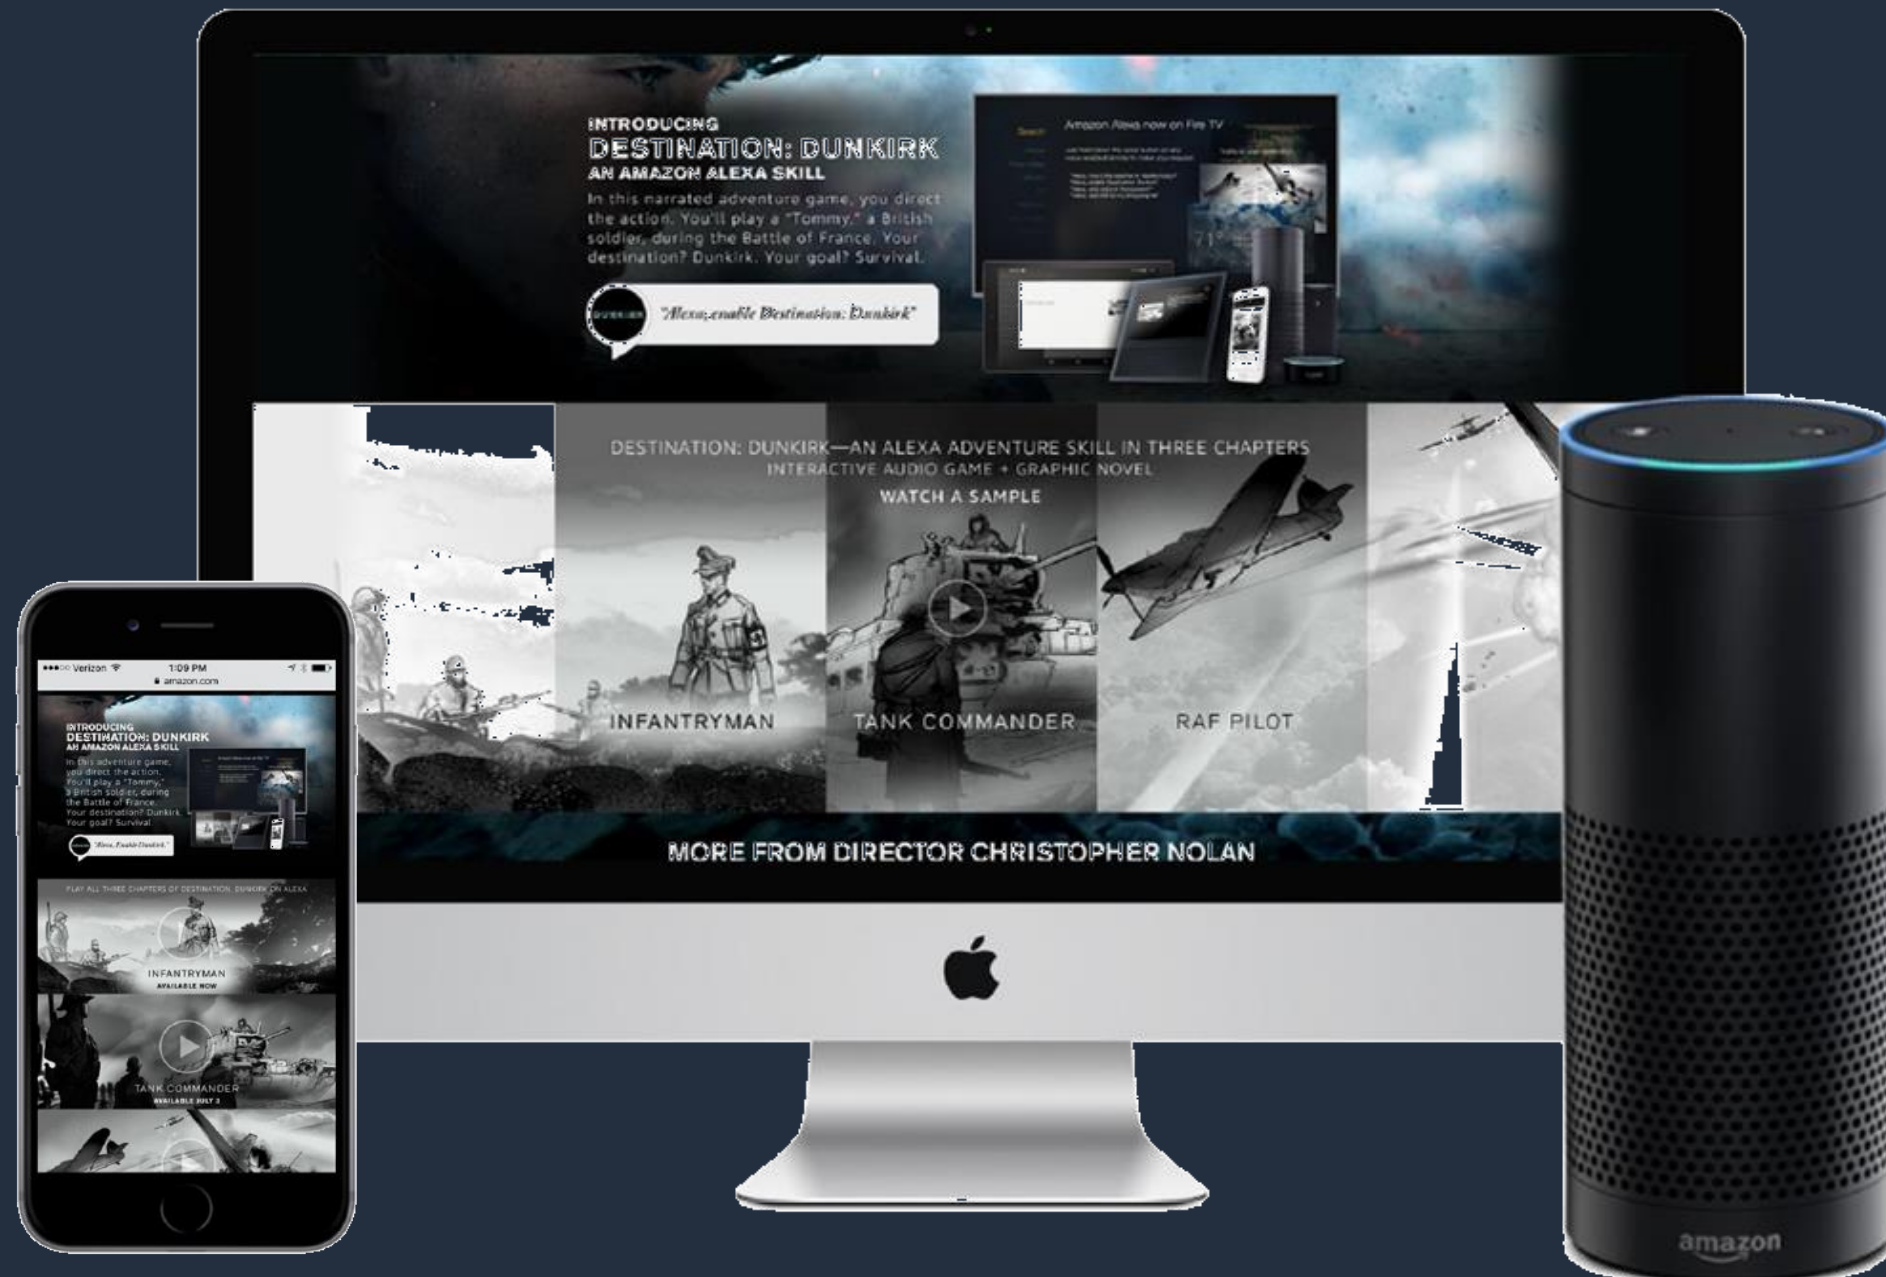 INTRODUCING
DESTINATION: DUNKIRK
AN AMAZON ALEXA SKILL
In this narrated adventure game, you direct
the action. You'll play a "Tommy," a British
soldier, during the Battle of France. Your
destination? Dunkirk. Your goal? Survival.
DUNKIRK
"Alexa, enable Destination: Dunkirk"
Search
Amazon Alexa now on Fire TV
71°
DESTINATION: DUNKIRK—AN ALEXA ADVENTURE SKILL IN THREE CHAPTERS
INTERACTIVE AUDIO GAME + GRAPHIC NOVEL
WATCH A SAMPLE
INFANTRYMAN
TANK COMMANDER
RAF PILOT
MORE FROM DIRECTOR CHRISTOPHER NOLAN
Verizon
1:09 PM
amazon.com
INTRODUCING
DESTINATION: DUNKIRK
AN AMAZON ALEXA SKILL
In this adventure game,
you direct the action.
You'll play a "Tommy,"
a British soldier, during
the Battle of France.
Your destination? Dunkirk.
Your goal? Survival
"Alexa, Enable Dunkirk."
PLAY ALL THREE CHAPTERS OF DESTINATION: DUNKIRK ON ALEXA
INFANTRYMAN
AVAILABLE NOW
TANK COMMANDER
AVAILABLE JULY 3
amazon